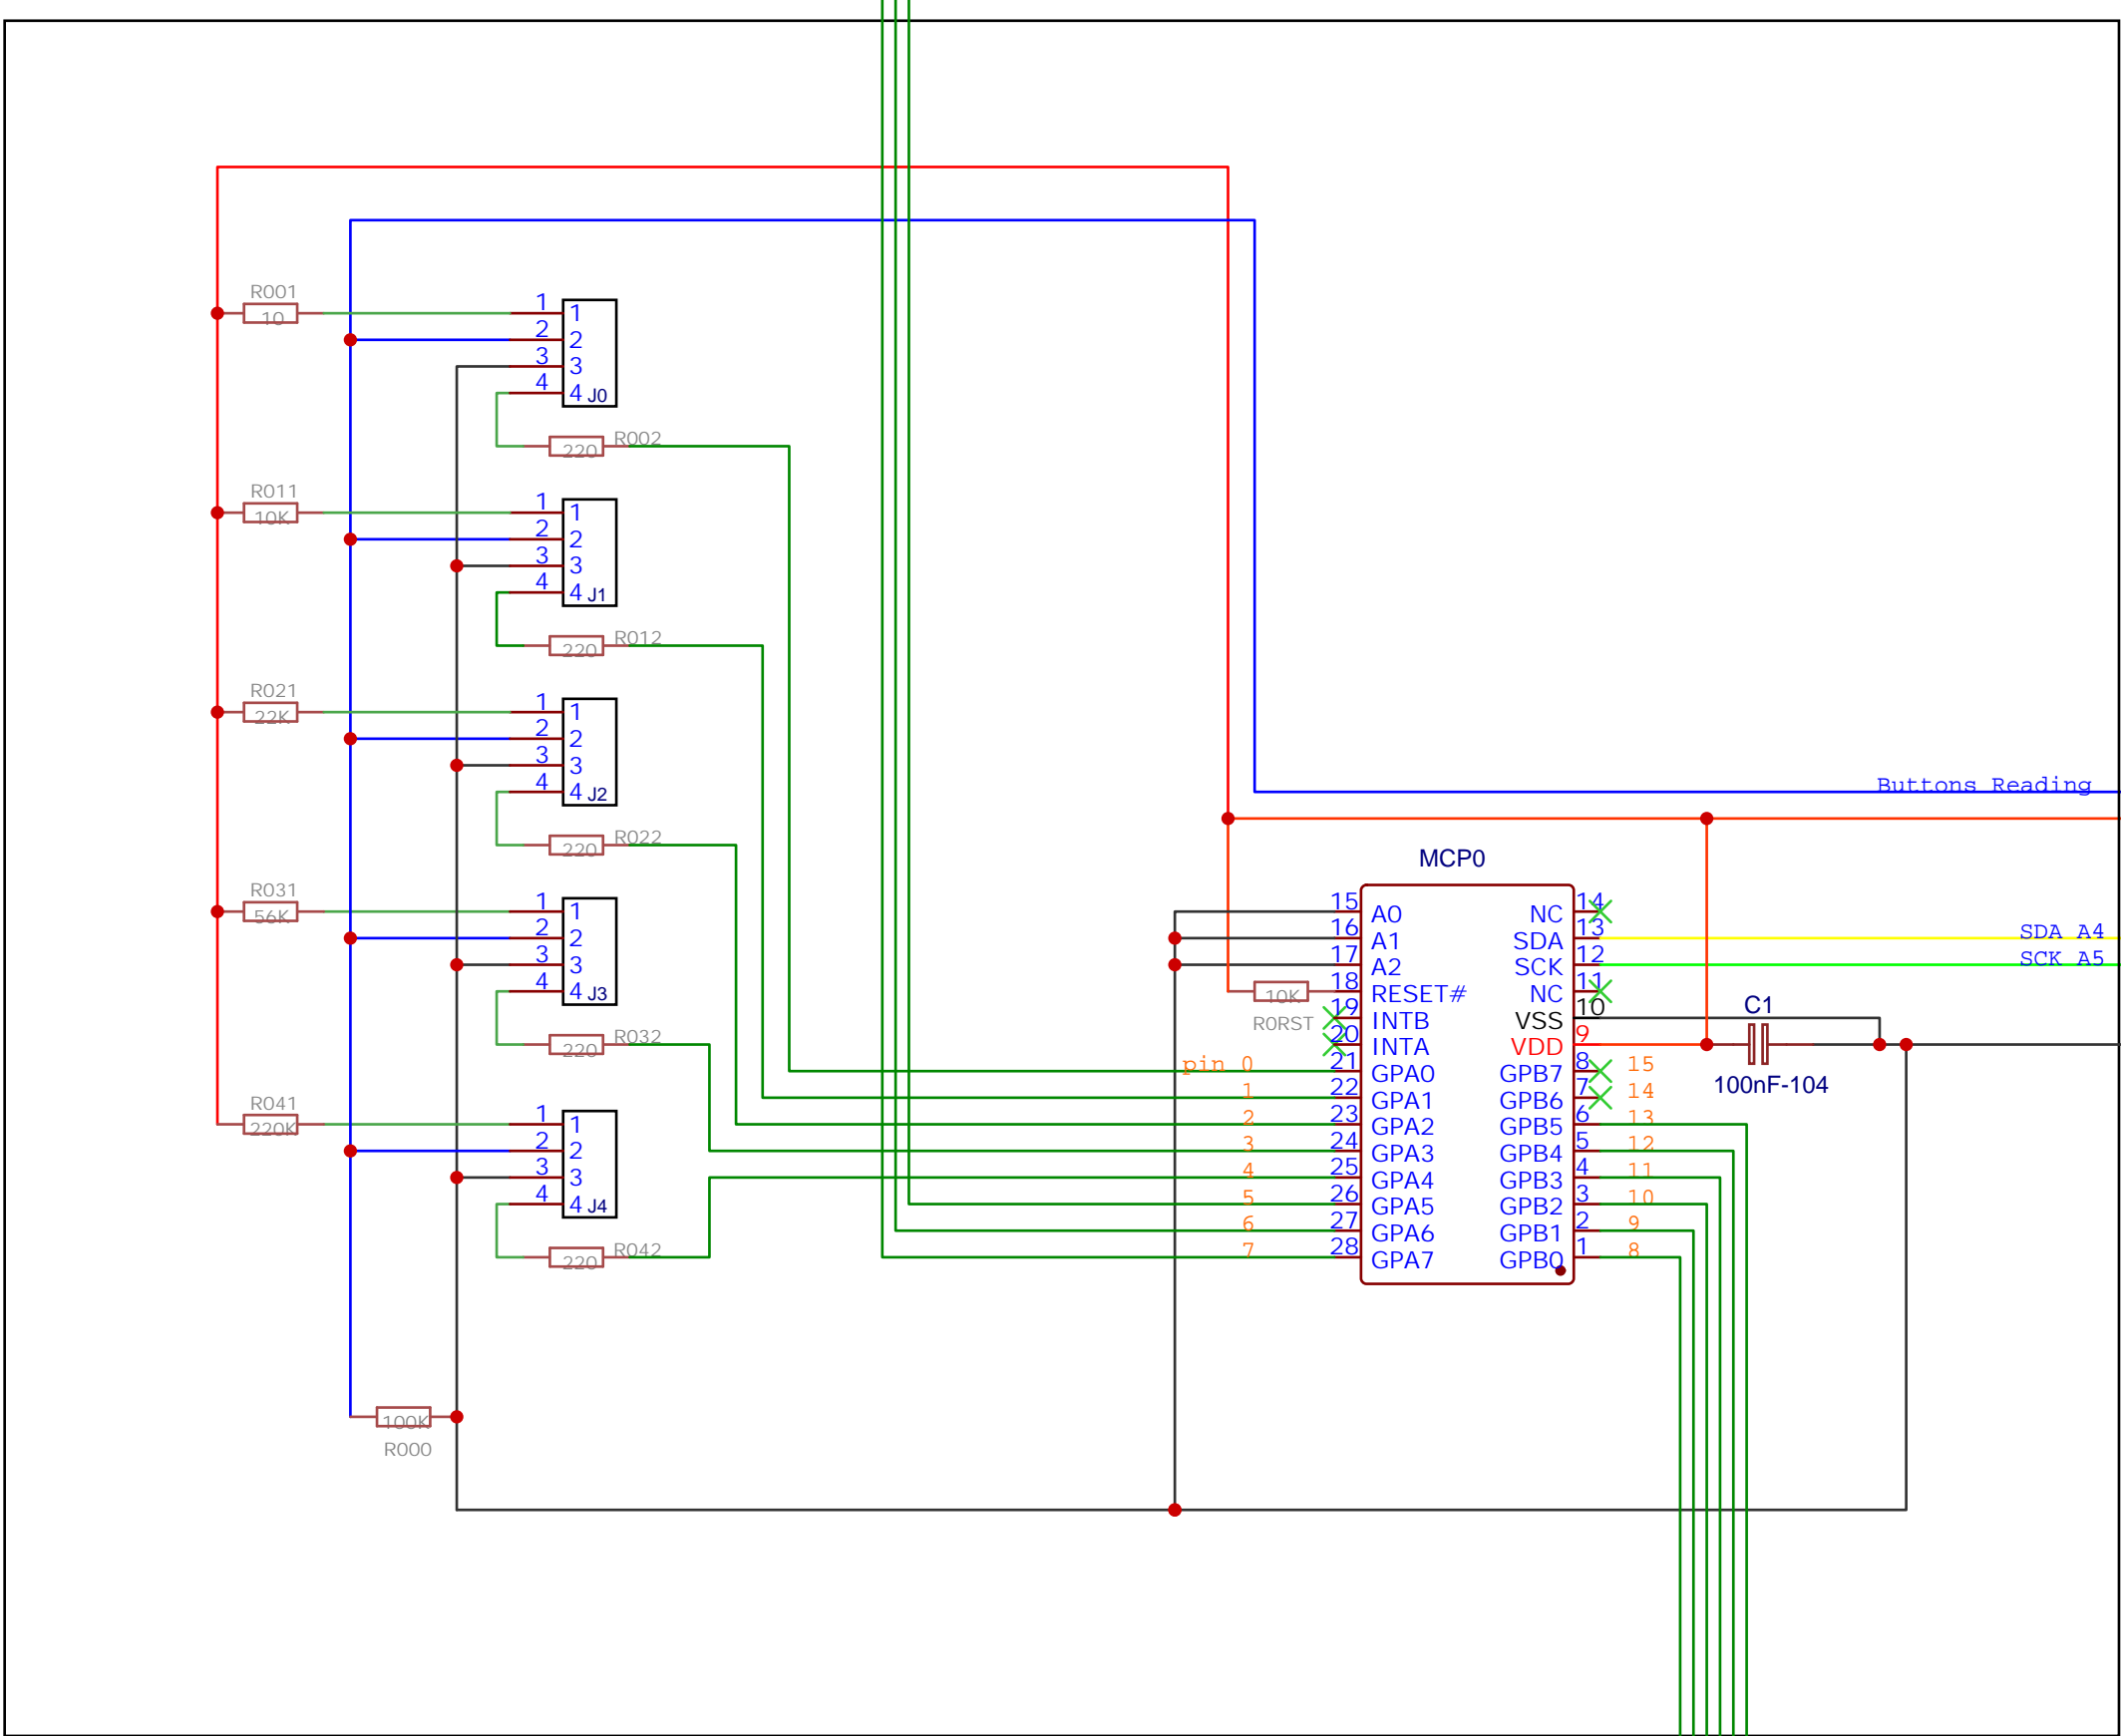 R001
10
1 1
2 2
3 3
4 4 J0
220 R002
R011
10K
1 1
2 2
3 3
4 4 J1
220 R012
R021
22K
1 1
2 2
3 3
4 4 J2
220 R022
R031
56K
1 1
2 2
3 3
4 4 J3
220 R032
R041
220K
1 1
2 2
3 3
4 4 J4
220 R042
100K
R000
Buttons Reading
MCP0
15 A0 NC 14
16 A1 SDA 13 SDA A4
17 A2 SCK 12 SCK A5
10K 18 RESET# NC 11
R0RST 19 INTB VSS 10
20 INTA VDD 9
C1
100nF-104
pin 0 21 GPA0 GPB7 8 15
1 22 GPA1 GPB6 7 14
2 23 GPA2 GPB5 6 13
3 24 GPA3 GPB4 5 12
4 25 GPA4 GPB3 4 11
5 26 GPA5 GPB2 3 10
6 27 GPA6 GPB1 2 9
7 28 GPA7 GPB0 1 8